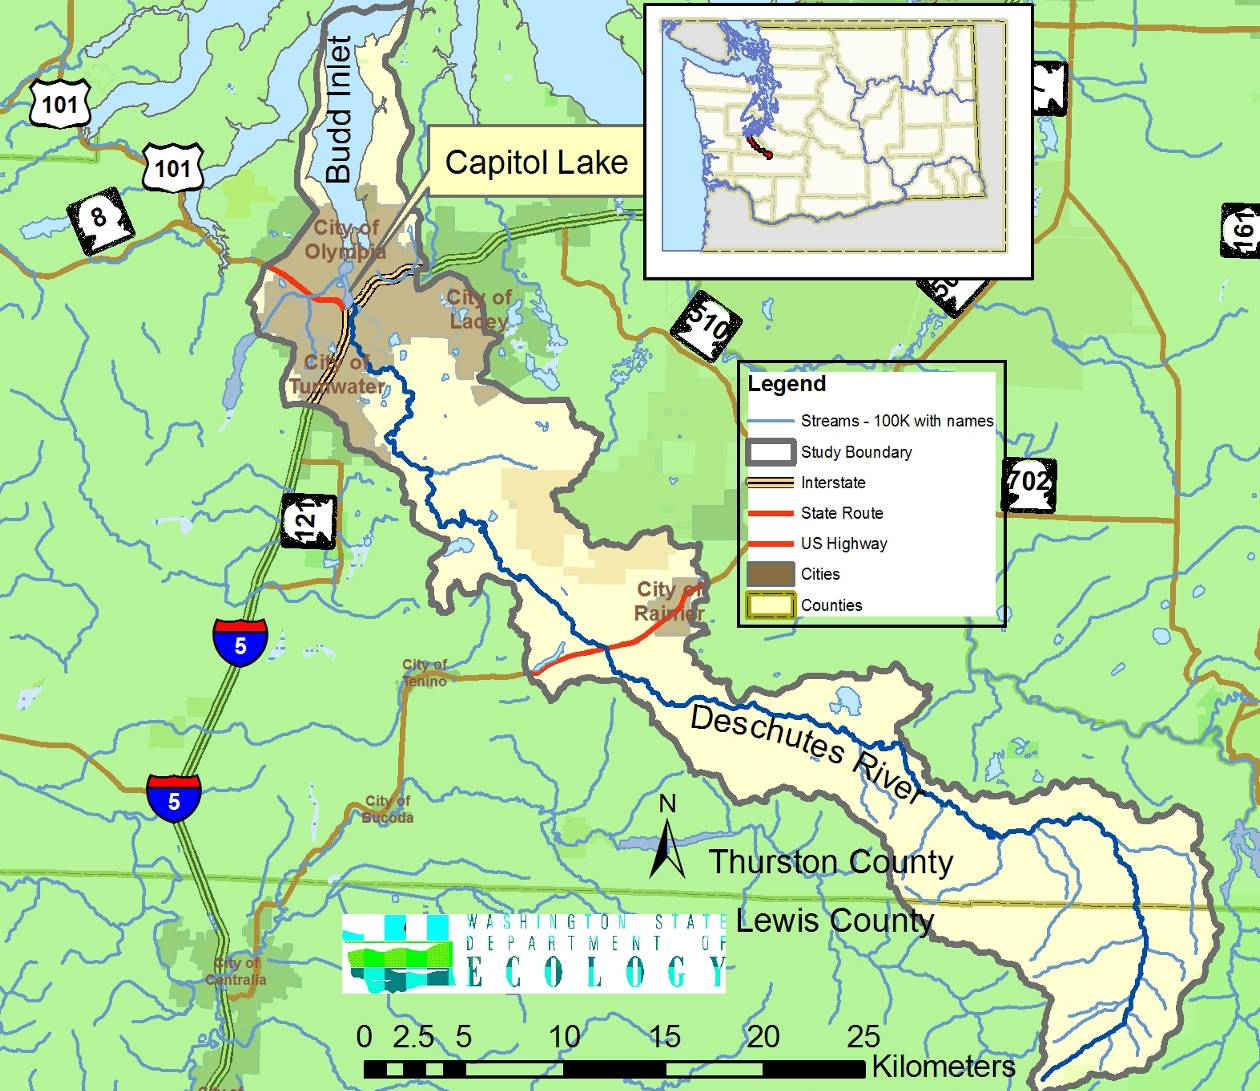 Budd Inlet
101
101
8
Capitol Lake
7
161
510
City of
Olympia
City of
Lacey
City of
Tumwater
Legend
Streams - 100K with names
Study Boundary
Interstate
State Route
US Highway
Cities
Counties
702
121
5
City of
Rainier
City of
Tenino
5
City of
Bucoda
Deschutes River
N
Thurston County
Lewis County
WASHINGTON STATE
DEPARTMENT OF
ECOLOGY
City of
Centralia
0 2.5 5 10 15 20 25
Kilometers
City of